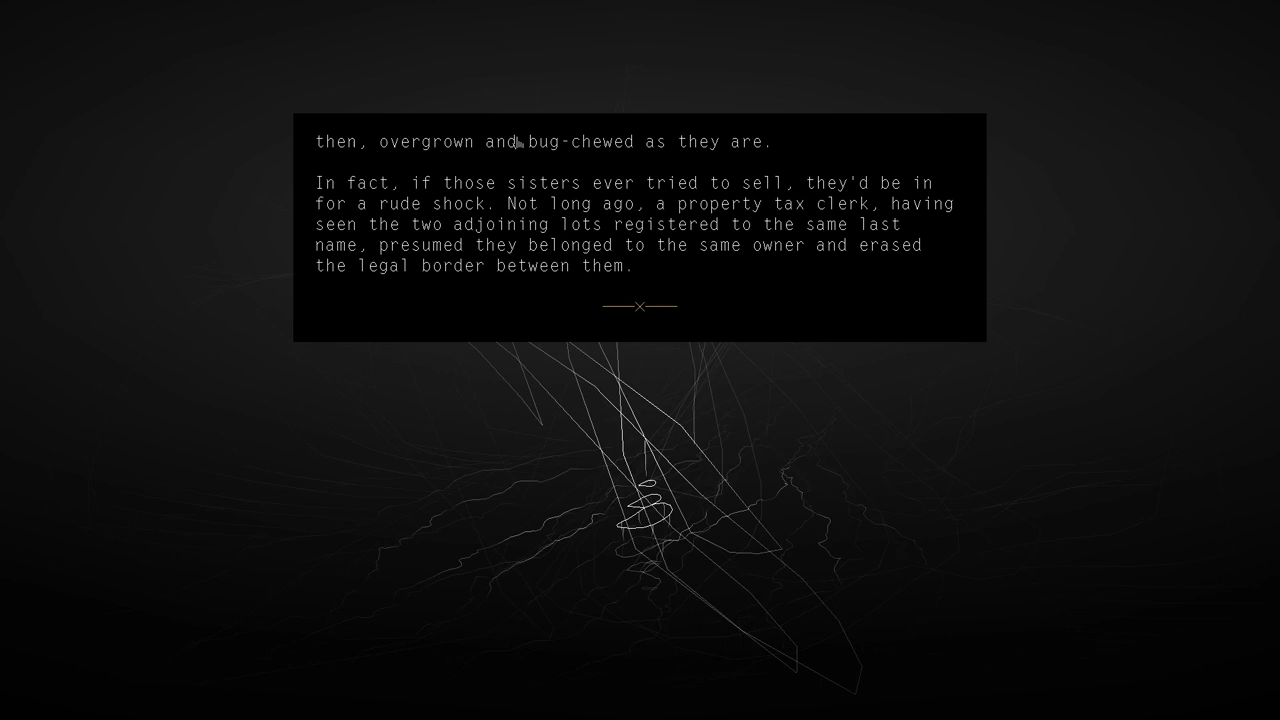 then, overgrown and bug-chewed as they are.
In fact, if those sisters ever tried to sell, they'd be in
for a rude shock. Not long ago, a property tax clerk, having
seen the two adjoining lots registered to the same last
name, presumed they belonged to the same owner and erased
the legal border between them.